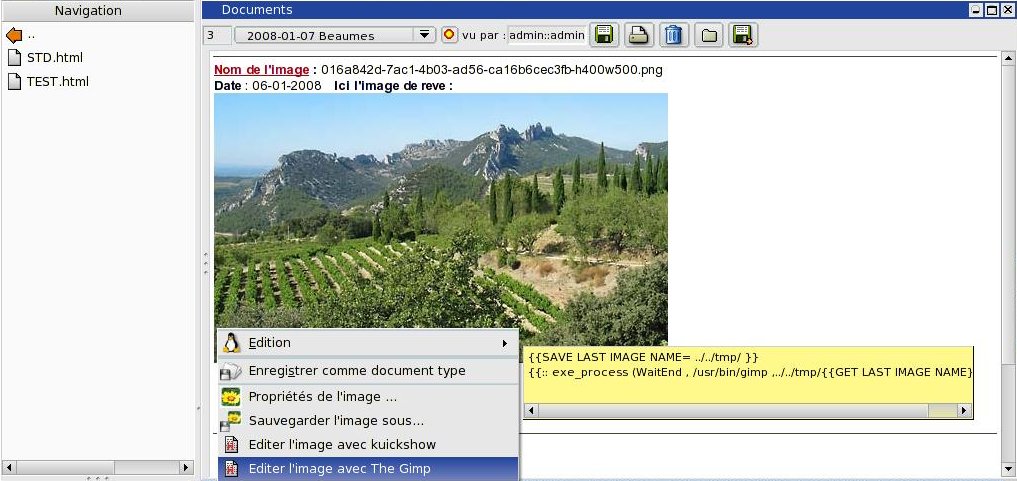 Navigation
Documents
..
STD.html
TEST.html
3
2008-01-07 Beaumes
vu par : admin::admin
Nom de l'Image : 016a842d-7ac1-4b03-ad56-ca16b6cec3fb-h400w500.png
Date : 06-01-2008 Ici l'image de reve :
Edition
Enregistrer comme document type
Propriétés de l'image ...
Sauvegarder l'image sous...
Editer l'image avec kuickshow
Editer l'image avec The Gimp
{{SAVE LAST IMAGE NAME= ../../tmp/ }}
{{:: exe_process (WaitEnd , /usr/bin/gimp ,../../tmp/{{GET LAST IMAGE NAME}